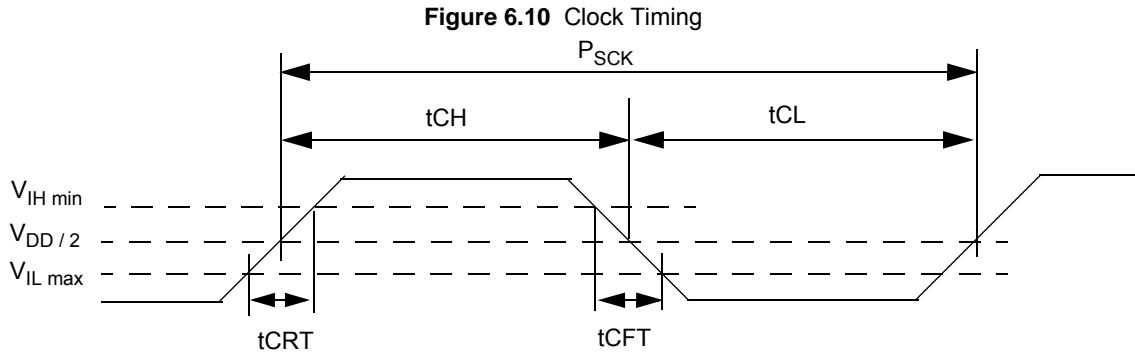 Figure 6.10 Clock Timing
PSCK
tCH
tCL
VIH min
VDD / 2
VIL max
tCRT
tCFT